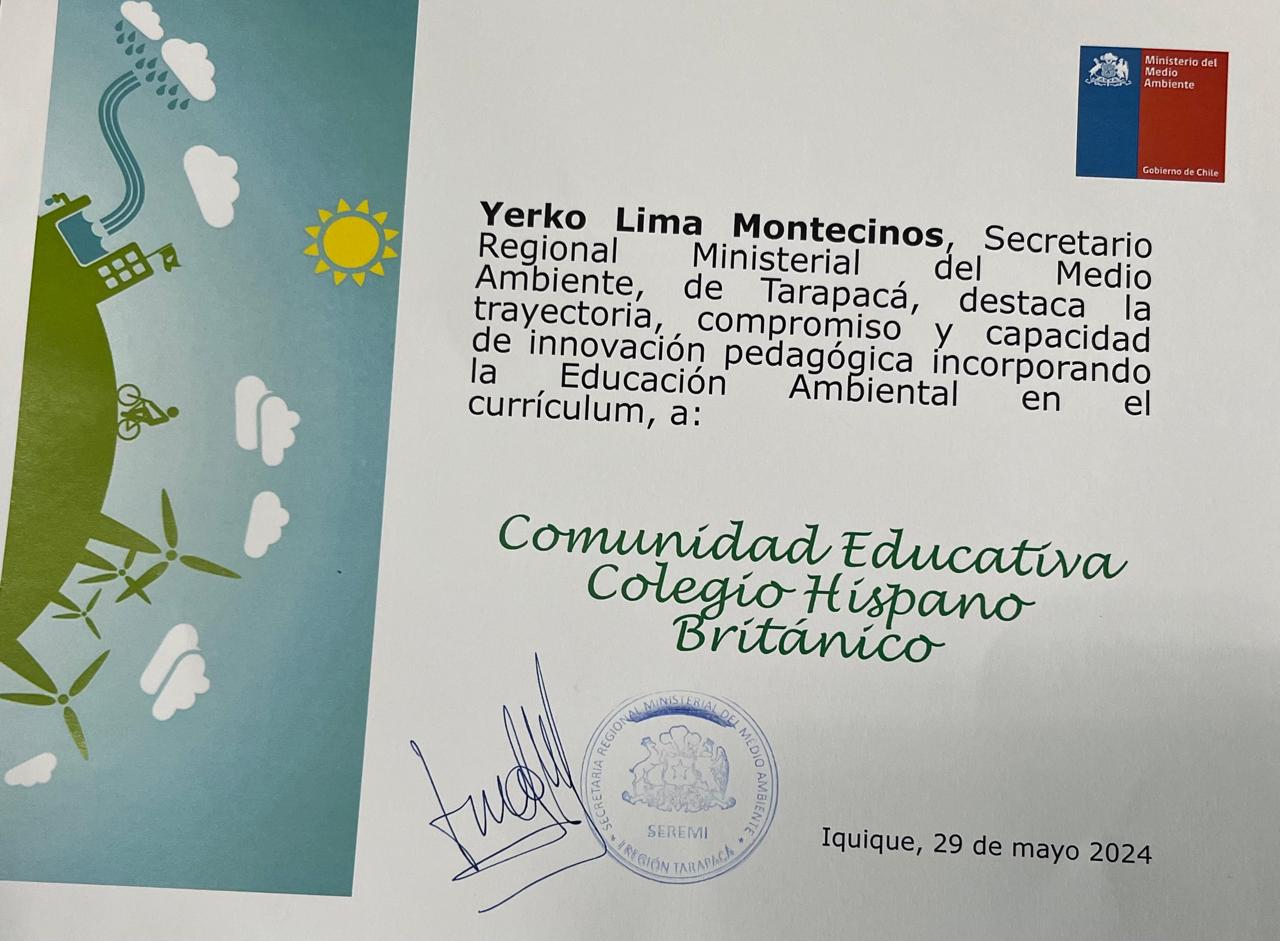 Ministerio del
Medio
Ambiente
Gobierno de Chile
Yerko Lima Montecinos, Secretario
Regional Ministerial del Medio
Ambiente, de Tarapacá, destaca la
trayectoria, compromiso y capacidad
de innovación pedagógica incorporando
la Educación Ambiental en el
currículum, a:
Comunidad Educativa
Colegio Hispano
Británico
SECRETARIA REGIONAL MINISTERIAL DEL MEDIO AMBIENTE
SEREMI
I REGIÓN TARAPACÁ
Iquique, 29 de mayo 2024